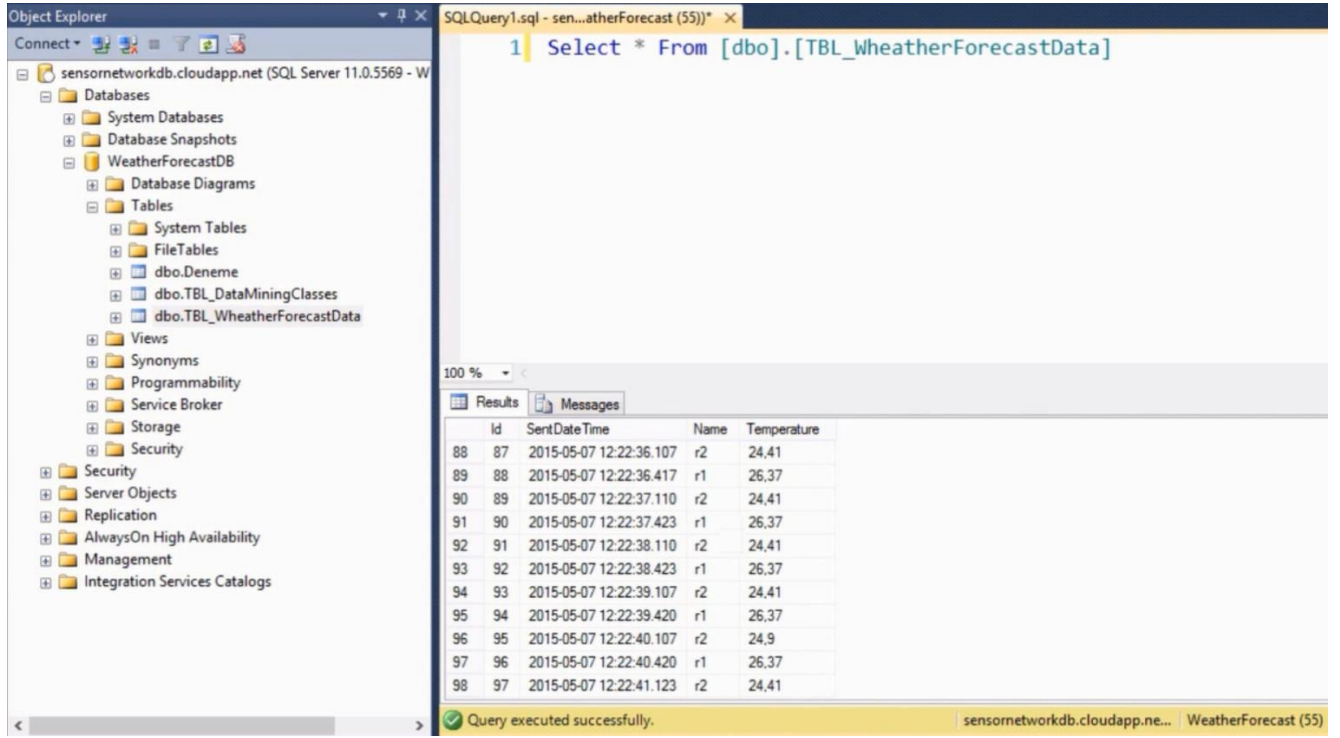 Object Explorer
Connect
sensornetworkdb.cloudapp.net (SQL Server 11.0.5569 - W
Databases
System Databases
Database Snapshots
WeatherForecastDB
Database Diagrams
Tables
System Tables
FileTables
dbo.Deneme
dbo.TBL_DataMiningClasses
dbo.TBL_WheatherForecastData
Views
Synonyms
Programmability
Service Broker
Storage
Security
Security
Server Objects
Replication
AlwaysOn High Availability
Management
Integration Services Catalogs
SQLQuery1.sql - sen...atherForecast (55))*
1 Select * From [dbo].[TBL_WheatherForecastData]
100 %
Results Messages
Id SentDateTime Name Temperature
88 87 2015-05-07 12:22:36.107 r2 24,41
89 88 2015-05-07 12:22:36.417 r1 26,37
90 89 2015-05-07 12:22:37.110 r2 24,41
91 90 2015-05-07 12:22:37.423 r1 26,37
92 91 2015-05-07 12:22:38.110 r2 24,41
93 92 2015-05-07 12:22:38.423 r1 26,37
94 93 2015-05-07 12:22:39.107 r2 24,41
95 94 2015-05-07 12:22:39.420 r1 26,37
96 95 2015-05-07 12:22:40.107 r2 24,9
97 96 2015-05-07 12:22:40.420 r1 26,37
98 97 2015-05-07 12:22:41.123 r2 24,41
Query executed successfully. sensornetworkdb.cloudapp.ne... WeatherForecast (55)